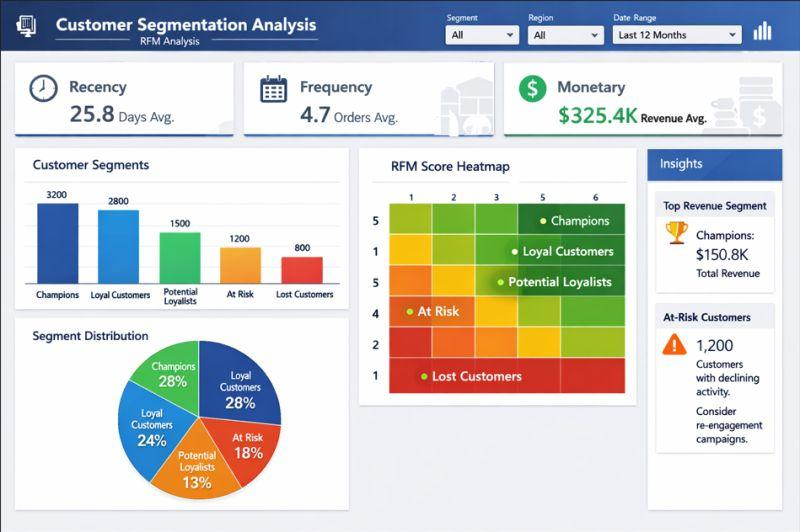 Customer Segmentation Analysis
RFM Analysis
Segment
All
Region
All
Date Range
Last 12 Months
Recency
25.8 Days Avg.
Frequency
4.7 Orders Avg.
$
Monetary
$325.4K Revenue Avg.
$
Customer Segments
3200
2800
1500
1200
800
Champions
Loyal Customers
Potential
Loyalists
At Risk
Lost Customers
Segment Distribution
Champions
28%
Loyal
Customers
28%
Loyal
Customers
24%
At Risk
18%
Potential
Loyalists
13%
RFM Score Heatmap
1 2 3 5 6
5 Champions
1 Loyal Customers
5 Potential Loyalists
4 At Risk
2
1 Lost Customers
Insights
Top Revenue Segment
Champions:
$150.8K
Total Revenue
At-Risk Customers
1,200
Customers
with declining
activity.
Consider
re-engagement
campaigns.